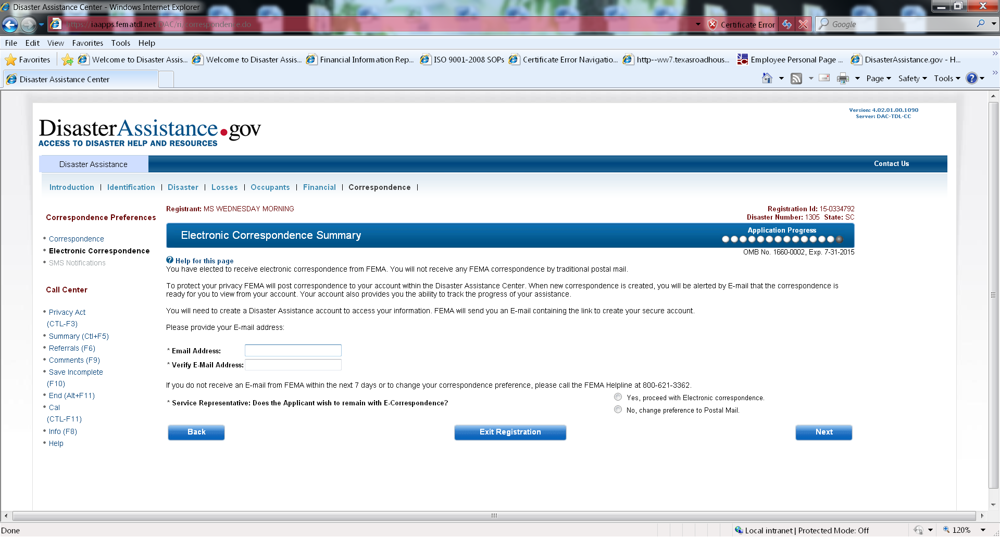 Disaster Assistance Center - Windows Internet Explorer
https://iaapps.fematdl.net/DAC/ri/correspondence.do
Certificate Error
Google
File Edit View Favorites Tools Help
Favorites
Welcome to Disaster Assis...
Welcome to Disaster Assis...
Financial Information Rep...
ISO 9001-2008 SOPs
Certificate Error Navigatio...
http--ww7.texasroadhous...
Employee Personal Page ...
DisasterAssistance.gov - H...
Disaster Assistance Center
Page Safety Tools
Version: 4.02.01.00.1090
Server: DAC-TDL-CC
DisasterAssistance.gov
ACCESS TO DISASTER HELP AND RESOURCES
Disaster Assistance
Contact Us
Introduction | Identification | Disaster | Losses | Occupants | Financial | Correspondence |
Correspondence Preferences
• Correspondence
• Electronic Correspondence
• SMS Notifications
Call Center
• Privacy Act
(CTL-F3)
• Summary (Ctl+F5)
• Referrals (F6)
• Comments (F9)
• Save Incomplete
(F10)
• End (Alt+F11)
• Cal
(CTL-F11)
• Info (F8)
• Help
Registrant: MS WEDNESDAY MORNING
Registration Id: 15-0334792
Disaster Number: 1305 State: SC
Electronic Correspondence Summary
Application Progress
OMB No. 1660-0002, Exp. 7-31-2015
? Help for this page
You have elected to receive electronic correspondence from FEMA. You will not receive any FEMA correspondence by traditional postal mail.
To protect your privacy FEMA will post correspondence to your account within the Disaster Assistance Center. When new correspondence is created, you will be alerted by E-mail that the correspondence is
ready for you to view from your account. Your account also provides you the ability to track the progress of your assistance.
You will need to create a Disaster Assistance account to access your information. FEMA will send you an E-mail containing the link to create your secure account.
Please provide your E-mail address:
* Email Address:
* Verify E-Mail Address:
If you do not receive an E-mail from FEMA within the next 7 days or to change your correspondence preference, please call the FEMA Helpline at 800-621-3362.
* Service Representative: Does the Applicant wish to remain with E-Correspondence?
Yes, proceed with Electronic correspondence.
No, change preference to Postal Mail.
Back
Exit Registration
Next
Done
Local intranet | Protected Mode: Off
120%